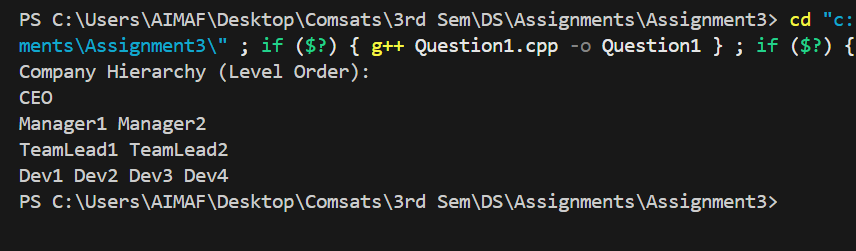 PS C:\Users\AIMAF\Desktop\Comsats\3rd Sem\DS\Assignments\Assignment3> cd "c:
ments\Assignment3\" ; if ($?) { g++ Question1.cpp -o Question1 } ; if ($?) {
Company Hierarchy (Level Order):
CEO
Manager1 Manager2
TeamLead1 TeamLead2
Dev1 Dev2 Dev3 Dev4
PS C:\Users\AIMAF\Desktop\Comsats\3rd Sem\DS\Assignments\Assignment3>